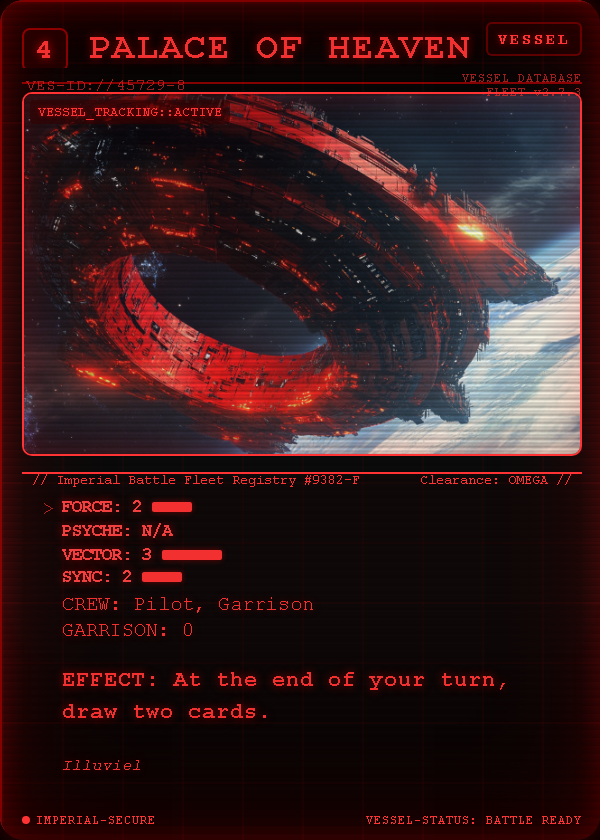 4 PALACE OF HEAVEN VESSEL
VES-ID://45729-8
VESSEL DATABASE
FLEET v2.7.3
VESSEL_TRACKING::ACTIVE
// Imperial Battle Fleet Registry #9382-F Clearance: OMEGA //
> FORCE: 2
PSYCHE: N/A
VECTOR: 3
SYNC: 2
CREW: Pilot, Garrison
GARRISON: 0
EFFECT: At the end of your turn,
draw two cards.
Illuviel
IMPERIAL-SECURE VESSEL-STATUS: BATTLE READY